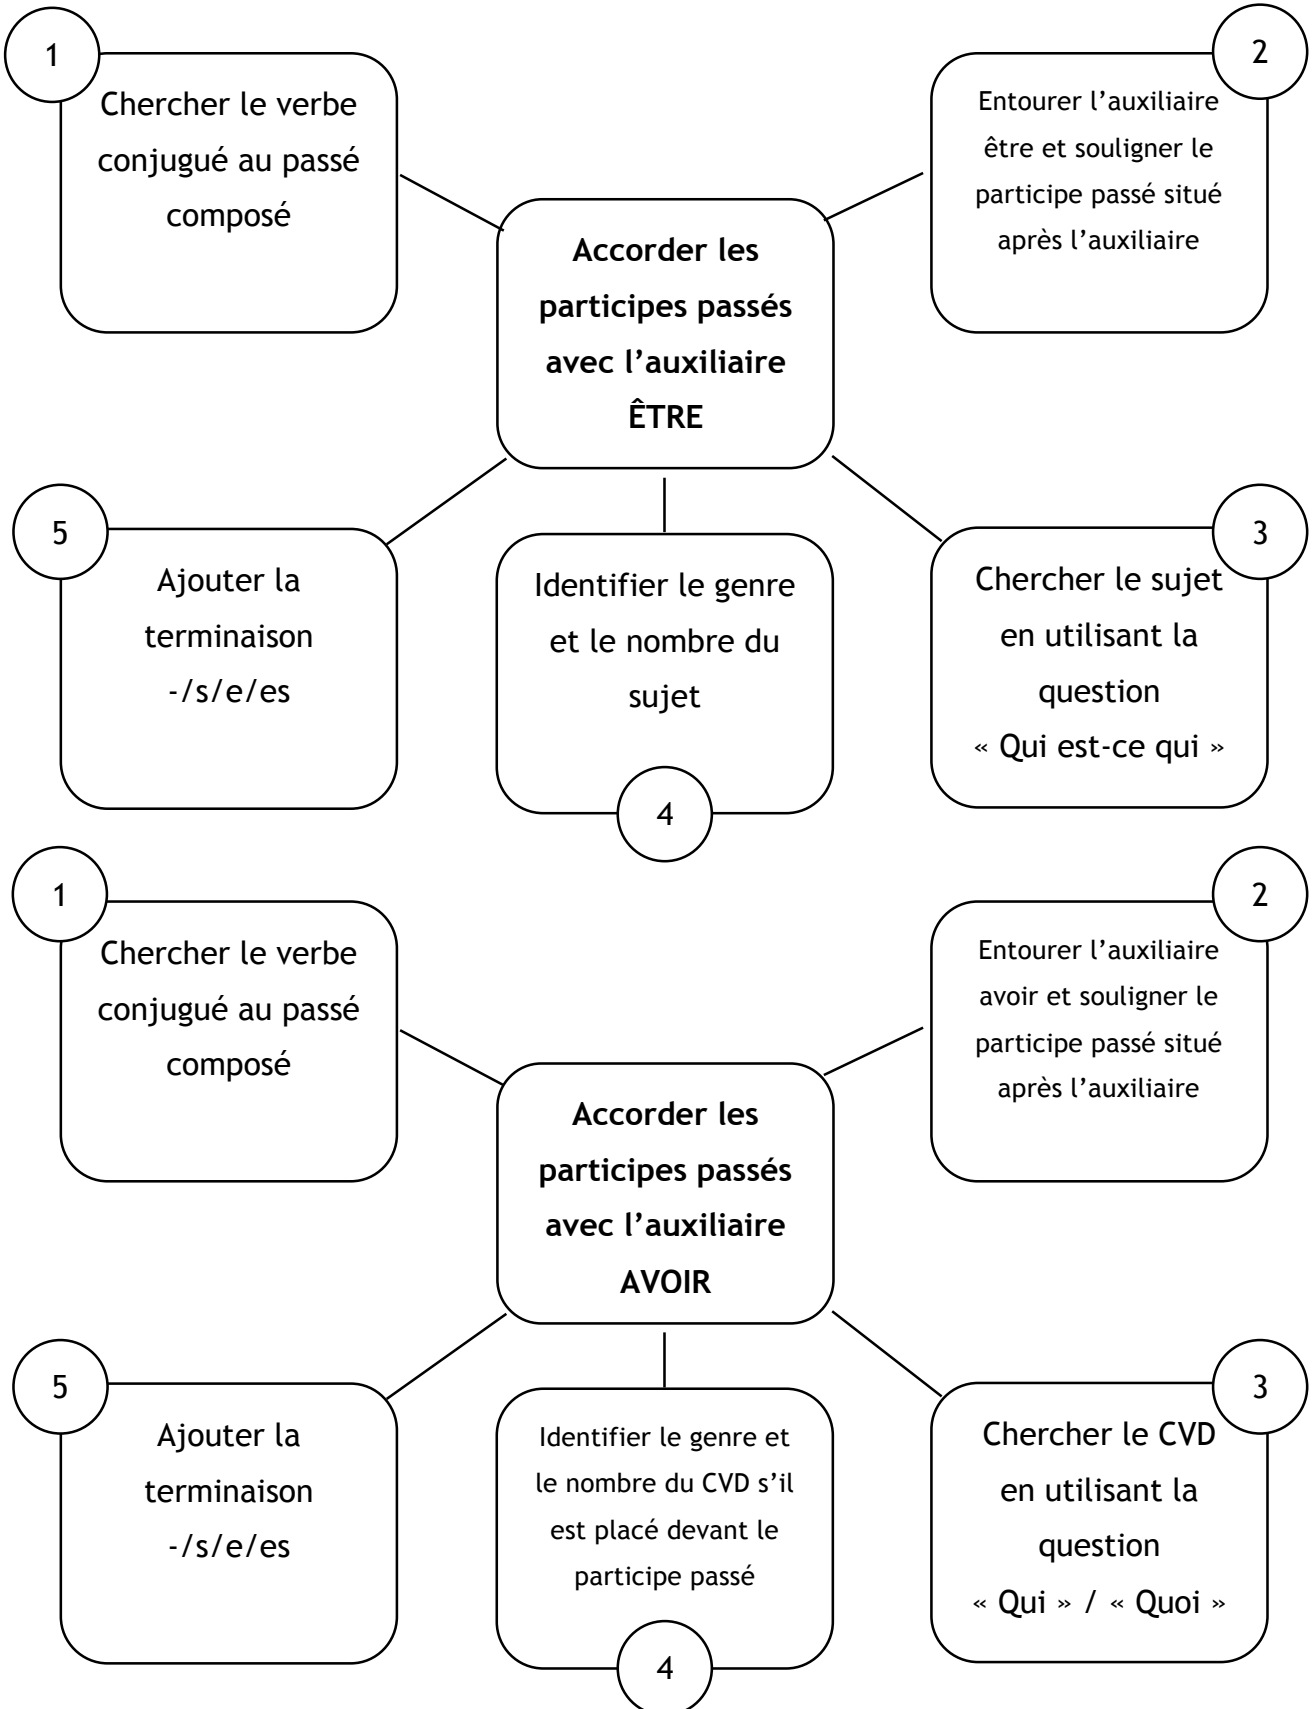 1
Chercher le verbe
conjugué au passé
composé
2
Entourer l’auxiliaire
être et souligner le
participe passé situé
après l’auxiliaire
Accorder les
participes passés
avec l’auxiliaire
ÊTRE
5
Ajouter la
terminaison
-/s/e/es
Identifier le genre
et le nombre du
sujet
4
3
Chercher le sujet
en utilisant la
question
« Qui est-ce qui »
1
Chercher le verbe
conjugué au passé
composé
2
Entourer l’auxiliaire
avoir et souligner le
participe passé situé
après l’auxiliaire
Accorder les
participes passés
avec l’auxiliaire
AVOIR
5
Ajouter la
terminaison
-/s/e/es
Identifier le genre et
le nombre du CVD s’il
est placé devant le
participe passé
4
3
Chercher le CVD
en utilisant la
question
« Qui » / « Quoi »